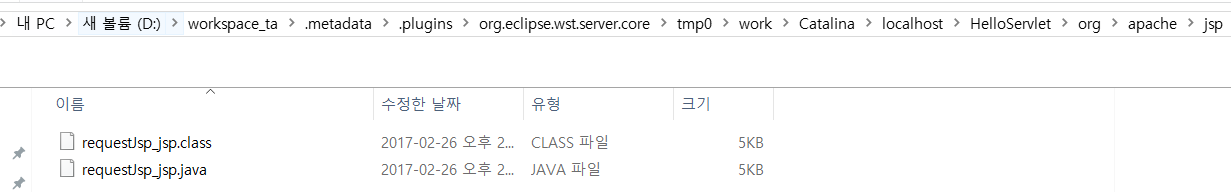 내 PC > 새 볼륨 (D:) > workspace_ta > .metadata > .plugins > org.eclipse.wst.server.core > tmp0 > work > Catalina > localhost > HelloServlet > org > apache > jsp
이름 수정한 날짜 유형 크기
requestJsp_jsp.class 2017-02-26 오후 2... CLASS 파일 5KB
requestJsp_jsp.java 2017-02-26 오후 2... JAVA 파일 5KB